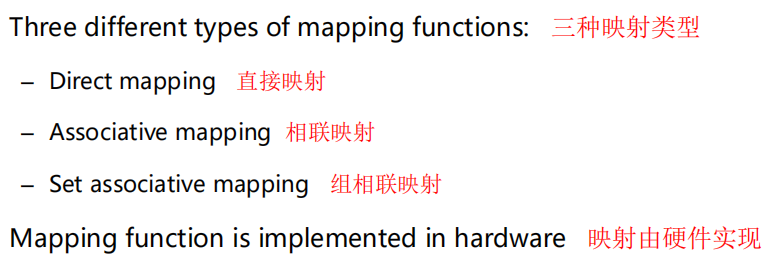 Three different types of mapping functions: 三种映射类型
– Direct mapping 直接映射
– Associative mapping 相联映射
– Set associative mapping 组相联映射
Mapping function is implemented in hardware 映射由硬件实现